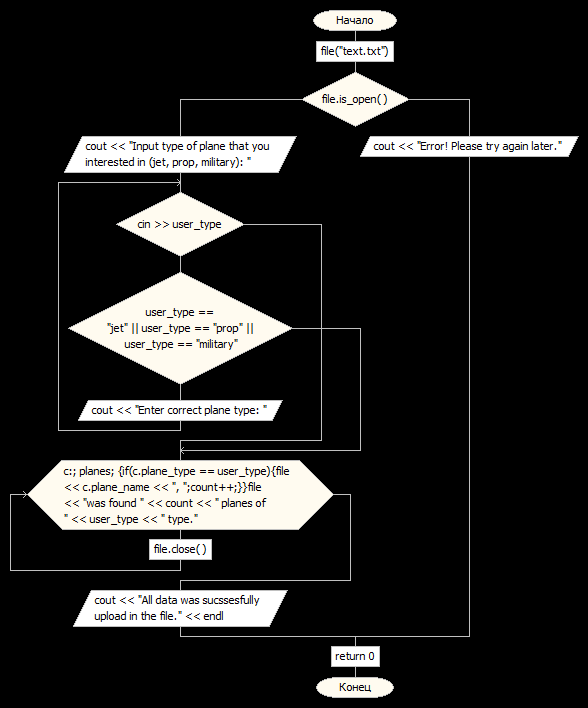 Начало
file("text.txt")
file.is_open( )
cout << "Input type of plane that you
interested in (jet, prop, military): "
cout << "Error! Please try again later."
cin >> user_type
user_type ==
"jet" || user_type == "prop" ||
user_type == "military"
cout << "Enter correct plane type: "
c:; planes; {if(c.plane_type == user_type){file
<< c.plane_name << ", ";count++;}}file
<< "was found " << count << " planes of
" << user_type << " type."
file.close( )
cout << "All data was sucssesfully
upload in the file." << endl
return 0
Конец